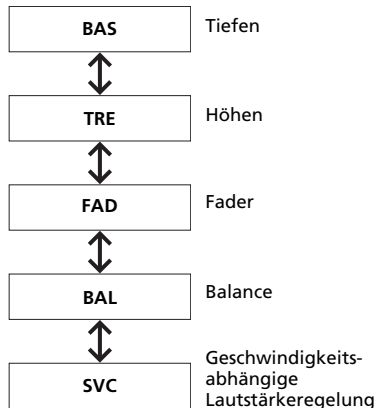 BAS Tiefen
TRE Höhen
FAD Fader
BAL Balance
SVC Geschwindigkeits-
abhängige
Lautstärkeregelung